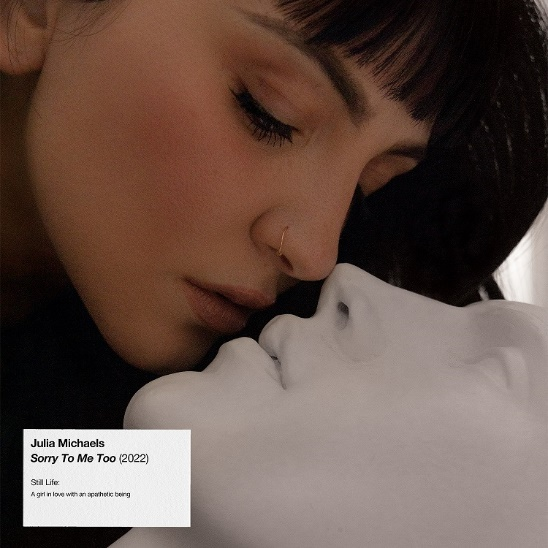 Julia Michaels
Sorry To Me Too (2022)
Still Life:
A girl in love with an apathetic being